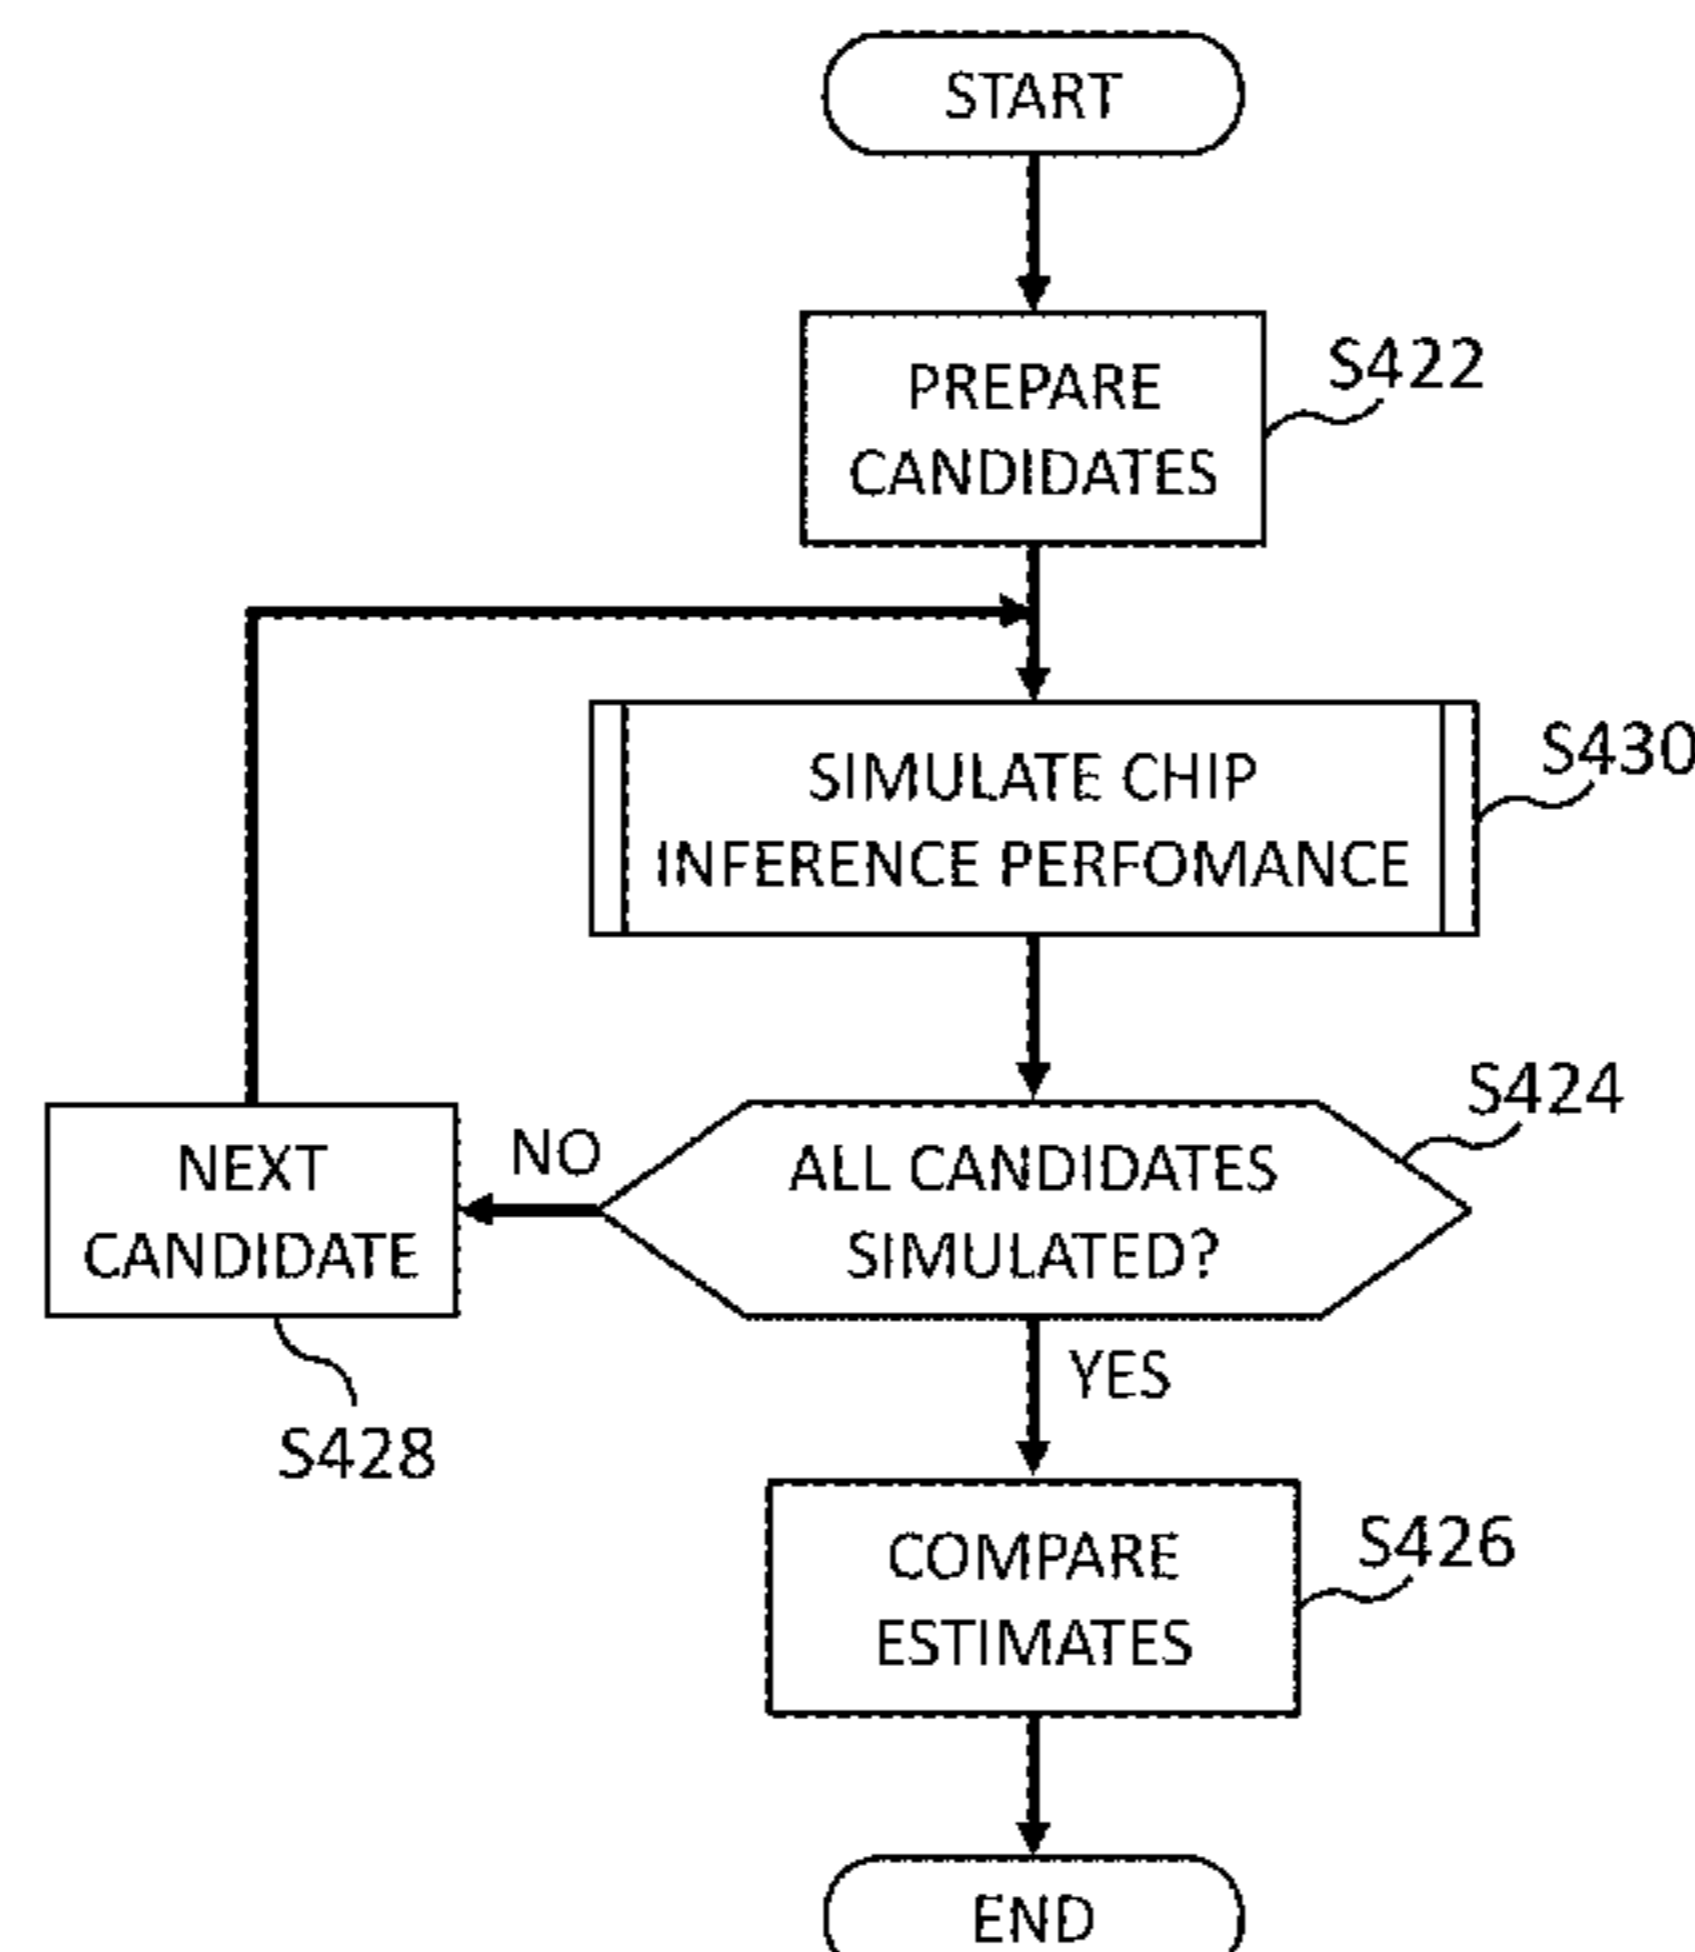 START
PREPARE
CANDIDATES
S422
SIMULATE CHIP
INFERENCE PERFOMANCE
S430
ALL CANDIDATES
SIMULATED?
S424
NO
NEXT
CANDIDATE
S428
YES
COMPARE
ESTIMATES
S426
END